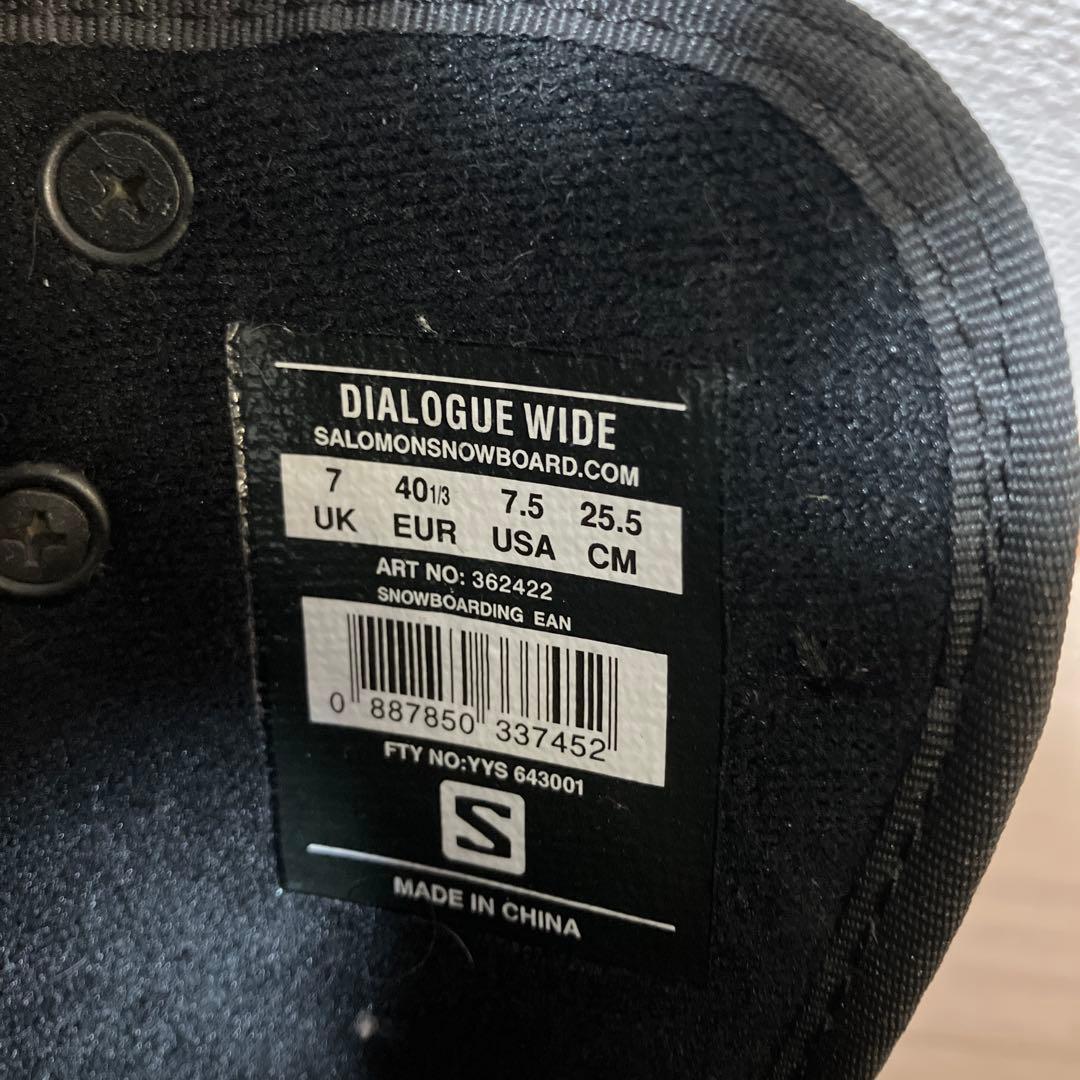 DIALOGUE WIDE
SALOMONSNOWBOARD.COM
7 40 1/3 7.5 25.5
UK EUR USA CM
ART NO: 362422
SNOWBOARDING EAN
0 887850 337452
FTY NO:YYS 643001
S
MADE IN CHINA